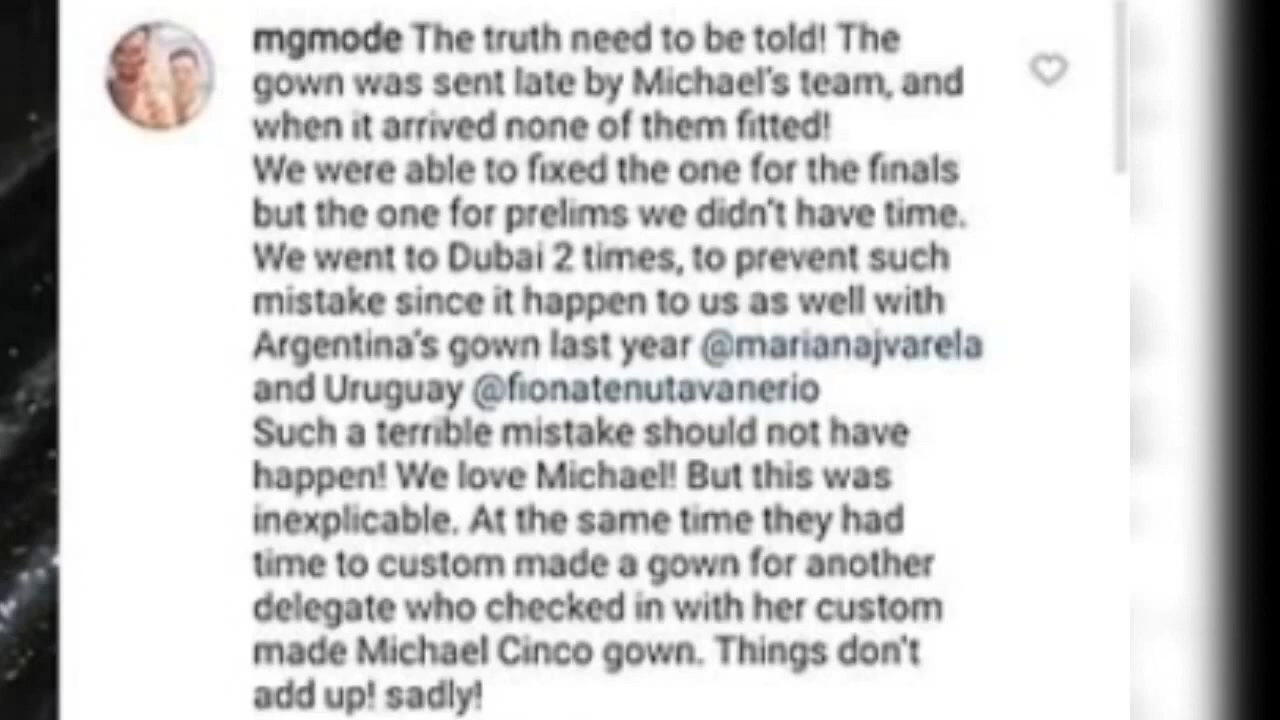 mgmode The truth need to be told! The
gown was sent late by Michael's team, and
when it arrived none of them fitted!
We were able to fixed the one for the finals
but the one for prelims we didn't have time.
We went to Dubai 2 times, to prevent such
mistake since it happen to us as well with
Argentina's gown last year @marianajvarela
and Uruguay @fionatenutavanerio
Such a terrible mistake should not have
happen! We love Michael! But this was
inexplicable. At the same time they had
time to custom made a gown for another
delegate who checked in with her custom
made Michael Cinco gown. Things don't
add up! sadly!